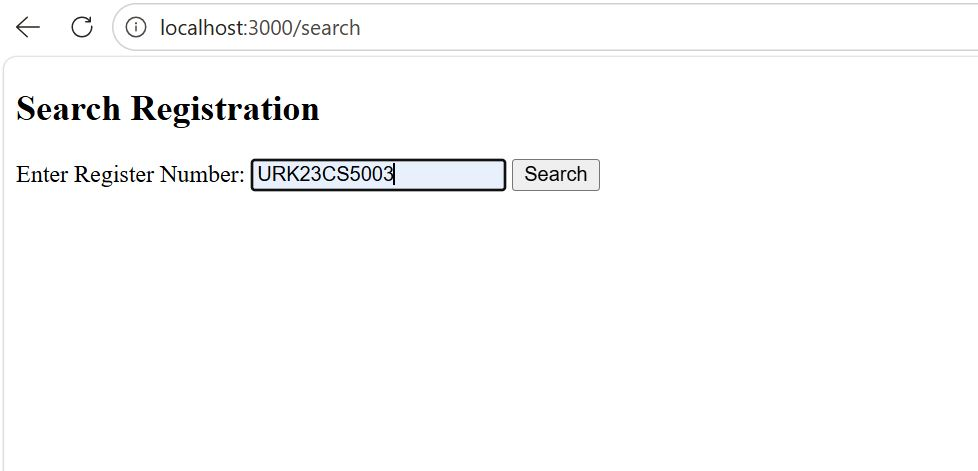 localhost:3000/search
Search Registration
Enter Register Number: URK23CS5003 Search